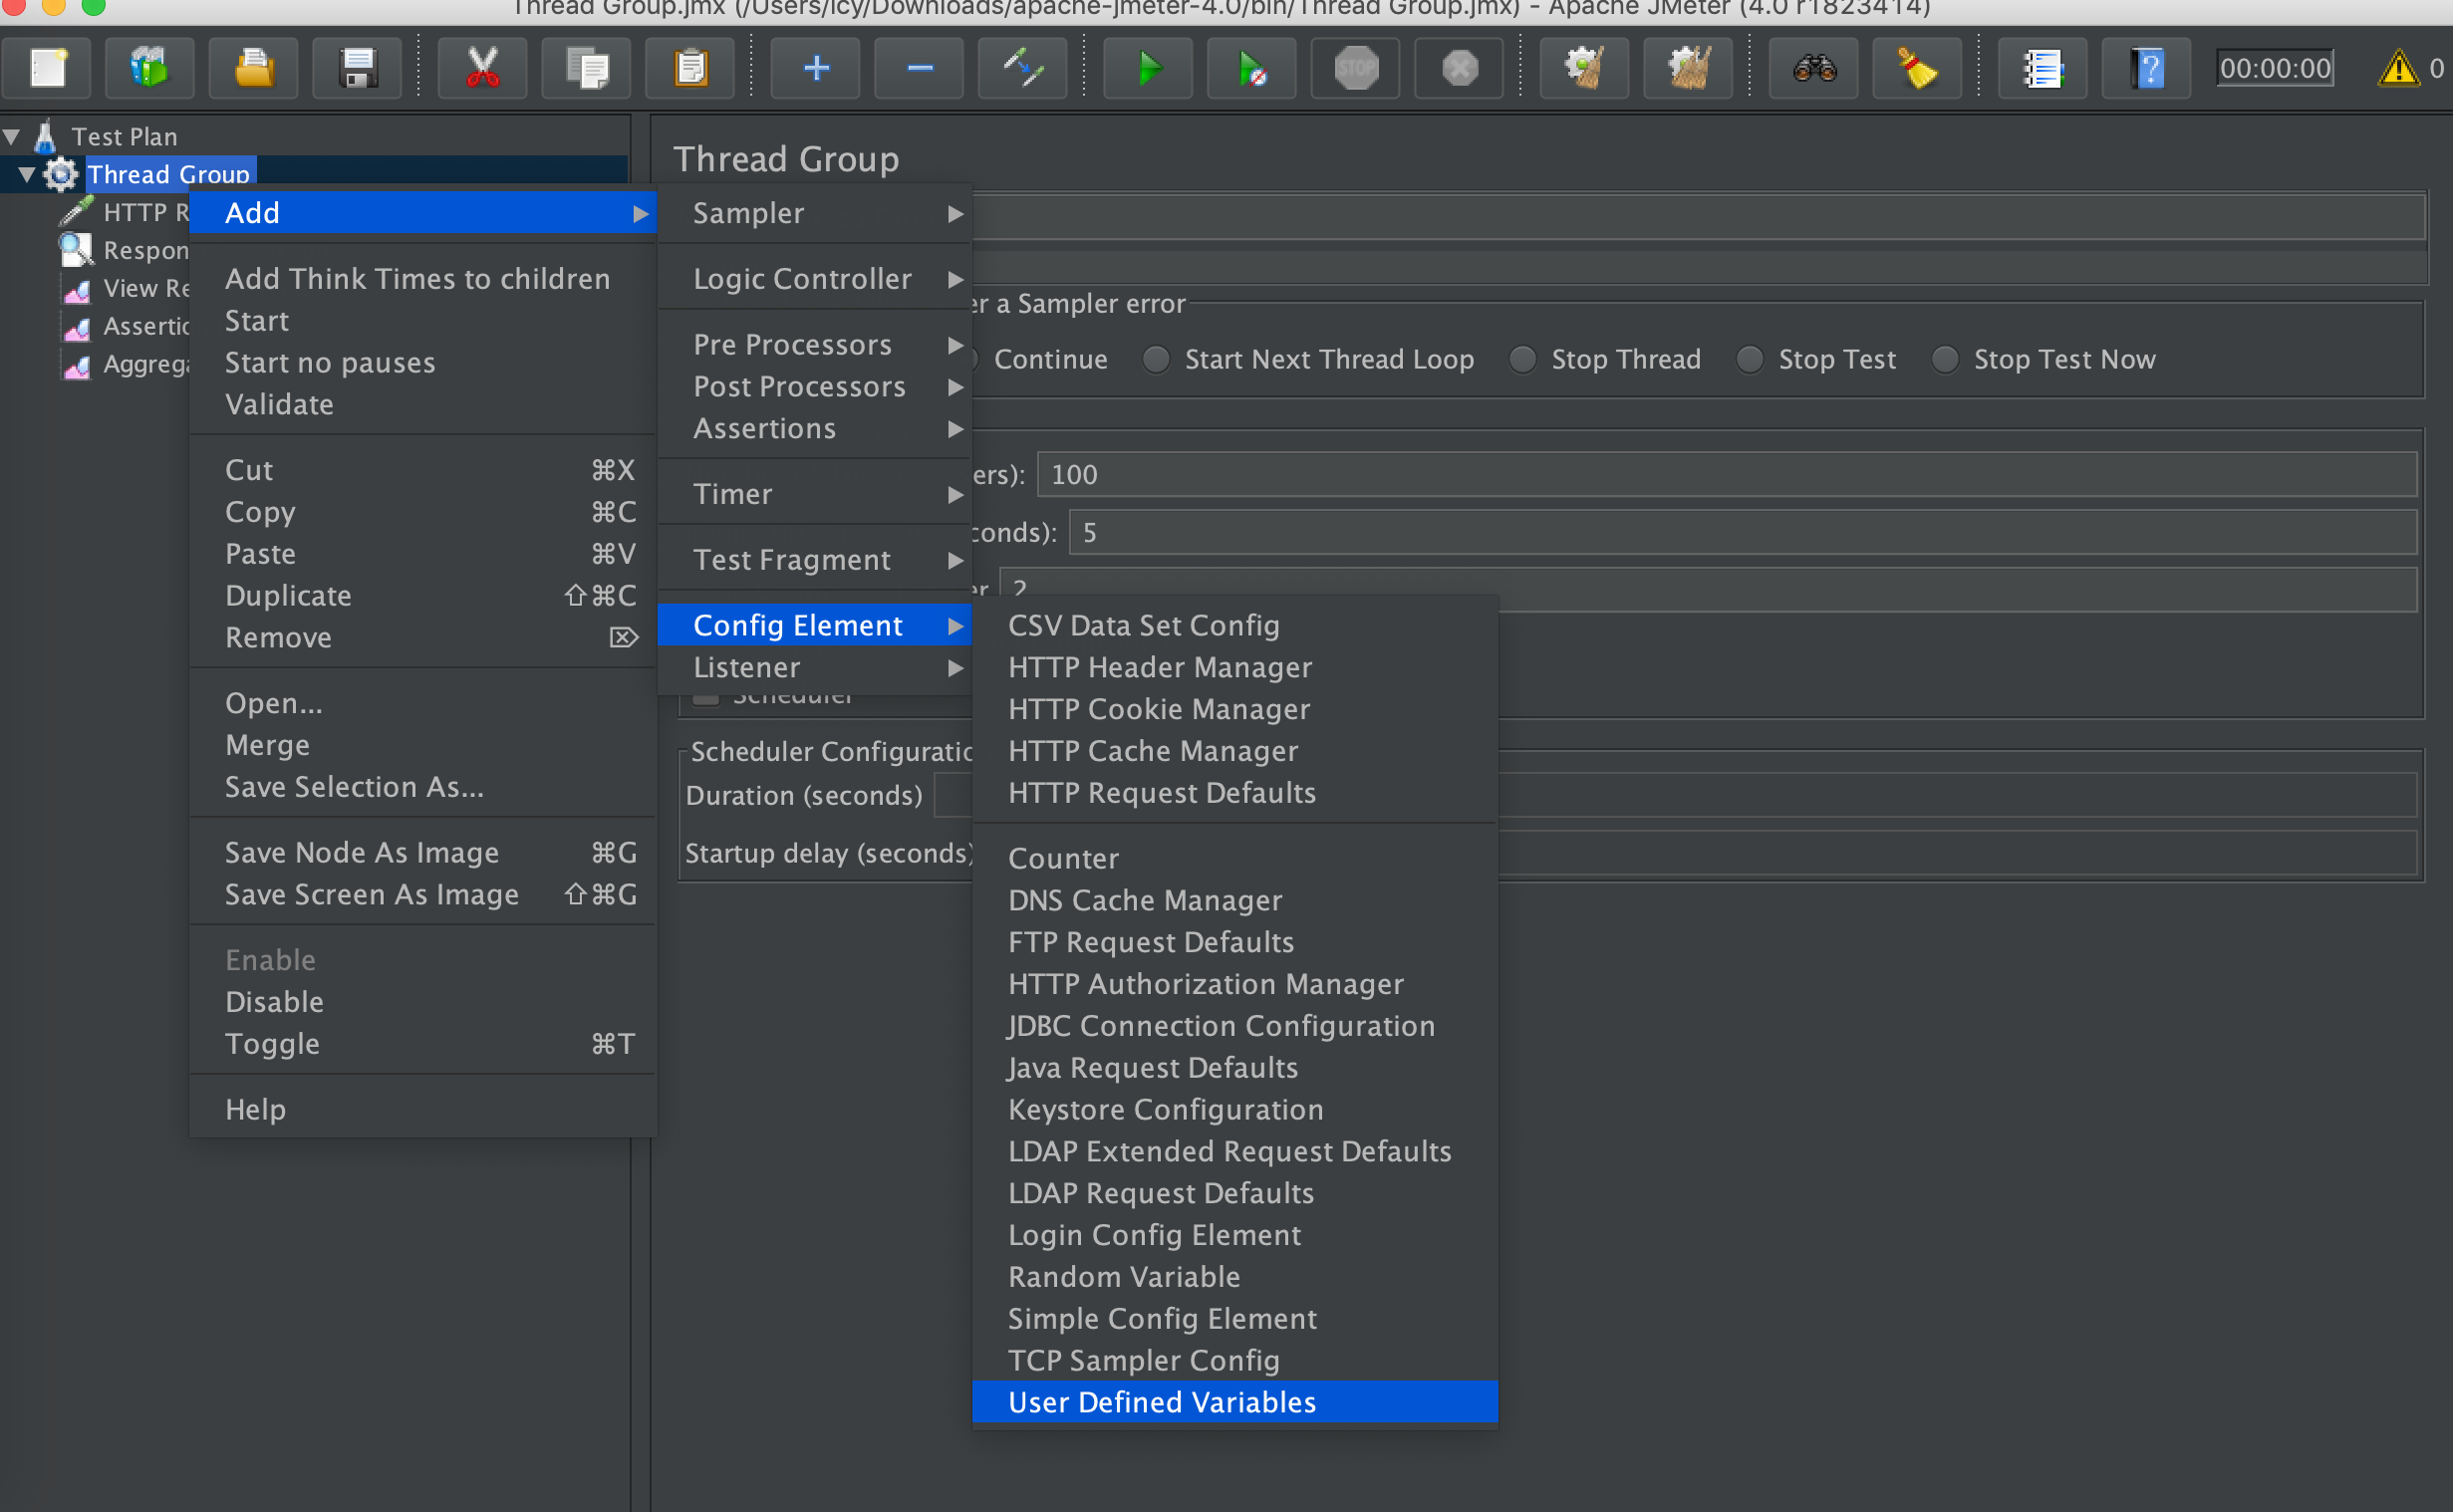 Thread Group.jmx (/Users/lcy/Downloads/apache-jmeter-4.0/bin/Thread Group.jmx) - Apache JMeter (4.0 r1823414)
STOP
00:00:00
0
Test Plan
Thread Group
HTTP R
Respon
View Re
Assertio
Aggrega
Add
Add Think Times to children
Start
Start no pauses
Validate
Cut ⌘X
Copy ⌘C
Paste ⌘V
Duplicate ⇧⌘C
Remove ⌦
Open...
Merge
Save Selection As...
Save Node As Image ⌘G
Save Screen As Image ⇧⌘G
Enable
Disable
Toggle ⌘T
Help
Sampler
Logic Controller
Pre Processors
Post Processors
Assertions
Timer
Test Fragment
Config Element
Listener
CSV Data Set Config
HTTP Header Manager
HTTP Cookie Manager
HTTP Cache Manager
HTTP Request Defaults
Counter
DNS Cache Manager
FTP Request Defaults
HTTP Authorization Manager
JDBC Connection Configuration
Java Request Defaults
Keystore Configuration
LDAP Extended Request Defaults
LDAP Request Defaults
Login Config Element
Random Variable
Simple Config Element
TCP Sampler Config
User Defined Variables
Thread Group
er a Sampler error
Continue Start Next Thread Loop Stop Thread Stop Test Stop Test Now
ers): 100
conds): 5
r 2
Scheduler
Scheduler Configuratio
Duration (seconds)
Startup delay (seconds)